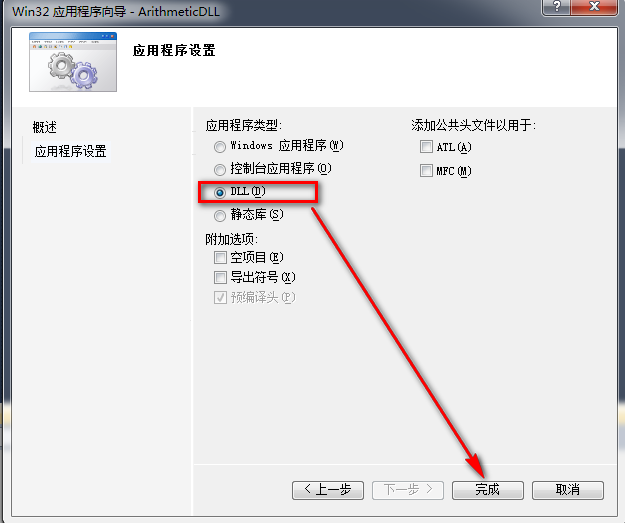 Win32 应用程序向导 - ArithmeticDLL
应用程序设置
概述
应用程序设置
应用程序类型:
Windows 应用程序(W)
控制台应用程序(O)
DLL(D)
静态库(S)
附加选项:
空项目(E)
导出符号(X)
预编译头(P)
添加公共头文件以用于:
ATL(A)
MFC(M)
< 上一步
下一步 >
完成
取消